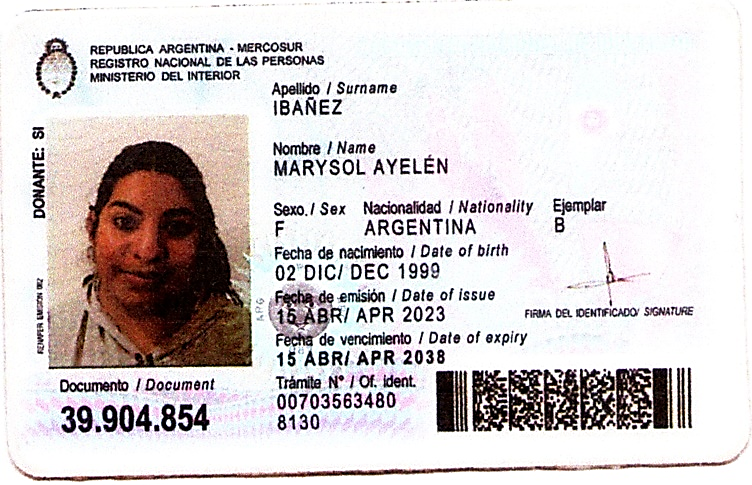 REPUBLICA ARGENTINA - MERCOSUR
REGISTRO NACIONAL DE LAS PERSONAS
MINISTERIO DEL INTERIOR
Apellido / Surname
IBAÑEZ
Nombre / Name
MARYSOL AYELÉN
Sexo. / Sex Nacionalidad / Nationality Ejemplar
F ARGENTINA B
Fecha de nacimiento / Date of birth
02 DIC/ DEC 1999
Fecha de emisión / Date of issue
15 ABR/ APR 2023
FIRMA DEL IDENTIFICADO/ SIGNATURE
Fecha de vencimiento / Date of expiry
15 ABR/ APR 2038
Documento / Document
39.904.854
Trámite N° / Of. ident.
00703563480
8130
DONANTE: SI
ARG